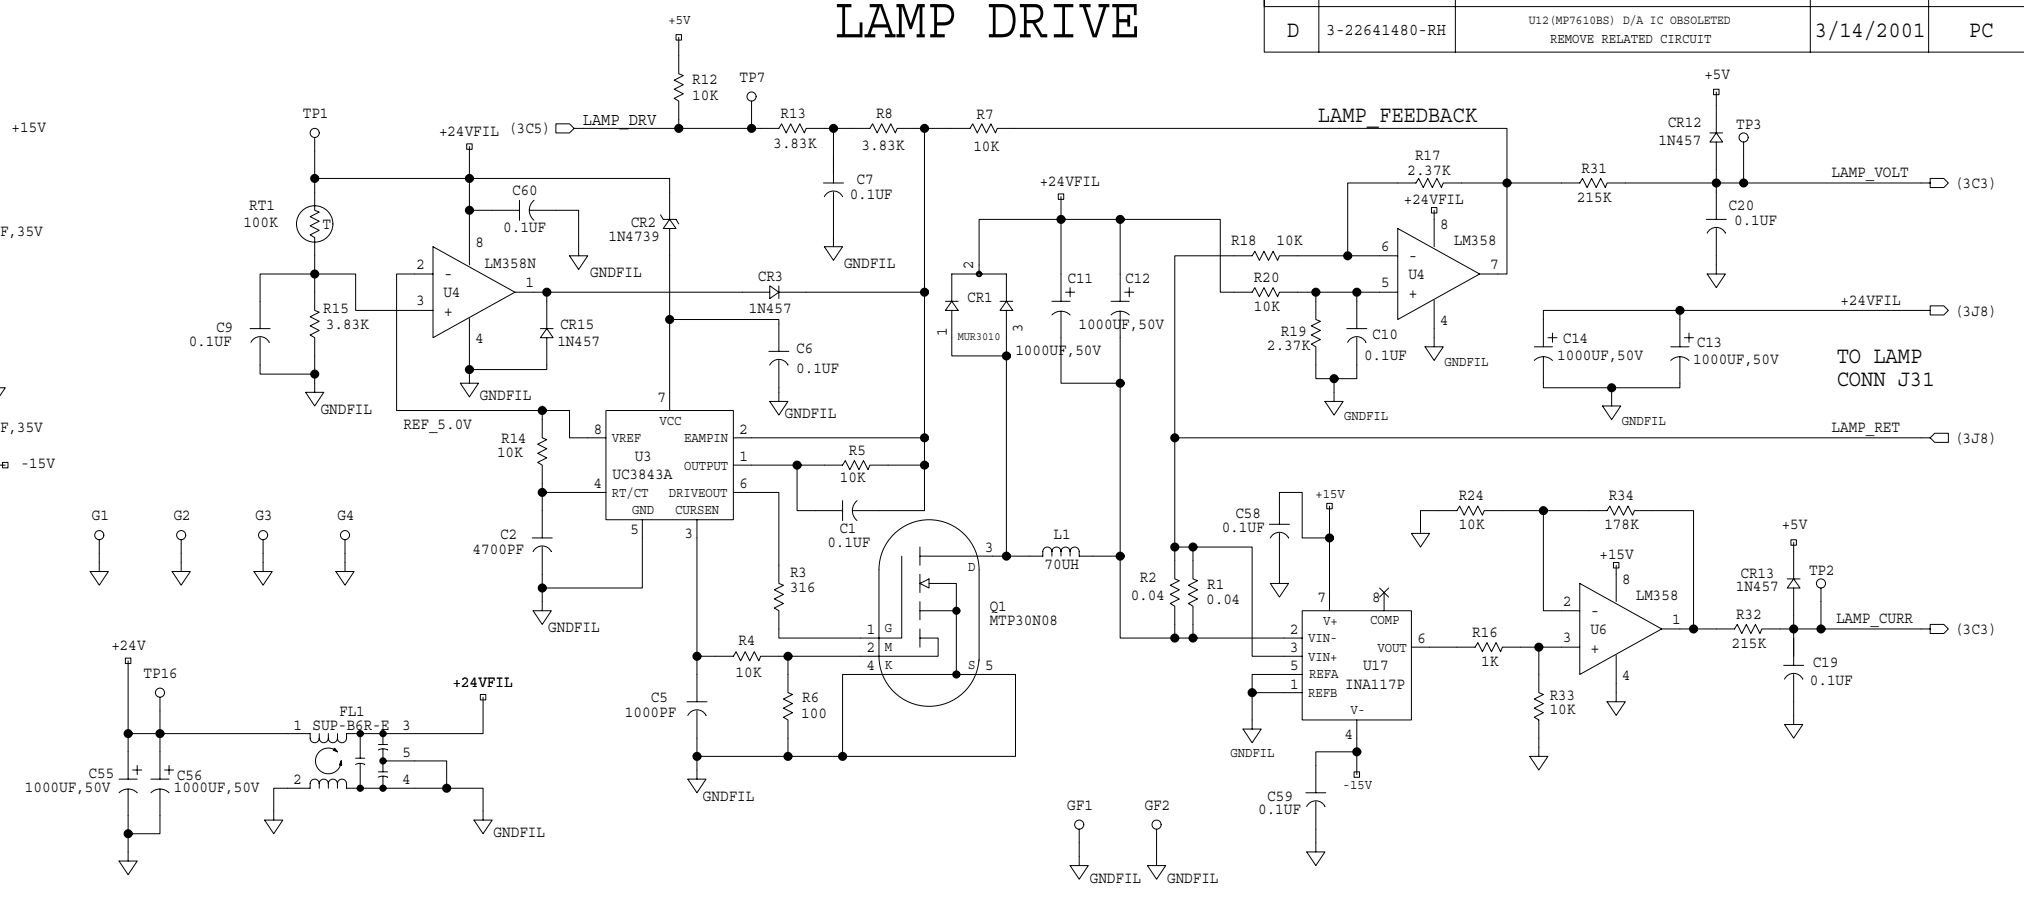 LAMP DRIVE
D 3-22641480-RH U12(MP7610BS) D/A IC OBSOLETED 3/14/2001 PC
REMOVE RELATED CIRCUIT
+15V
F,35V
F,35V
-15V
TP1
+24VFIL
(3C5)
LAMP_DRV
+5V
R12
10K
TP7
R13
3.83K
R8
3.83K
R7
10K
LAMP_FEEDBACK
C7
0.1UF
GNDFIL
RT1
100K
T
C60
0.1UF
GNDFIL
CR2
1N4739
C9
0.1UF
R15
3.83K
GNDFIL
8
2
-
LM358N
U4
1
3
+
4
GNDFIL
CR15
1N457
CR3
1N457
C6
0.1UF
GNDFIL
REF_5.0V
R14
10K
C2
4700PF
GNDFIL
7
VCC
8
VREF
EAMPIN
2
U3
UC3843A
OUTPUT
1
4
RT/CT
DRIVEOUT
6
GND
CURSEN
5
3
R5
10K
C1
0.1UF
R3
316
R4
10K
C5
1000PF
R6
100
GNDFIL
1
G
2
M
4
K
3
D
S
5
Q1
MTP30N08
L1
70UH
2
CR1
MUR3010
1
3
+24VFIL
C11
+
1000UF,50V
C12
+
1000UF,50V
R18
10K
R20
10K
R19
2.37K
C10
0.1UF
GNDFIL
R17
2.37K
+24VFIL
8
LM358
6
-
U4
5
+
7
4
GNDFIL
R31
215K
+5V
CR12
1N457
TP3
LAMP_VOLT
(3C3)
C20
0.1UF
+24VFIL
(3J8)
+
C14
1000UF,50V
+
C13
1000UF,50V
GNDFIL
TO LAMP
CONN J31
LAMP_RET
(3J8)
R2
0.04
R1
0.04
C58
0.1UF
+15V
7
8
V+
COMP
2
VIN-
3
VIN+
VOUT
6
5
REFA
U17
1
REFB
INA117P
V-
4
GNDFIL
C59
0.1UF
-15V
R16
1K
R33
10K
R24
10K
R34
178K
+15V
8
LM358
2
-
U6
1
3
+
4
R32
215K
+5V
CR13
1N457
TP2
LAMP_CURR
(3C3)
C19
0.1UF
G1
G2
G3
G4
+24V
TP16
C55
+
1000UF,50V
C56
+
1000UF,50V
FL1
SUP-B6R-E
1
2
3
5
4
+24VFIL
GNDFIL
GF1
GNDFIL
GF2
GNDFIL